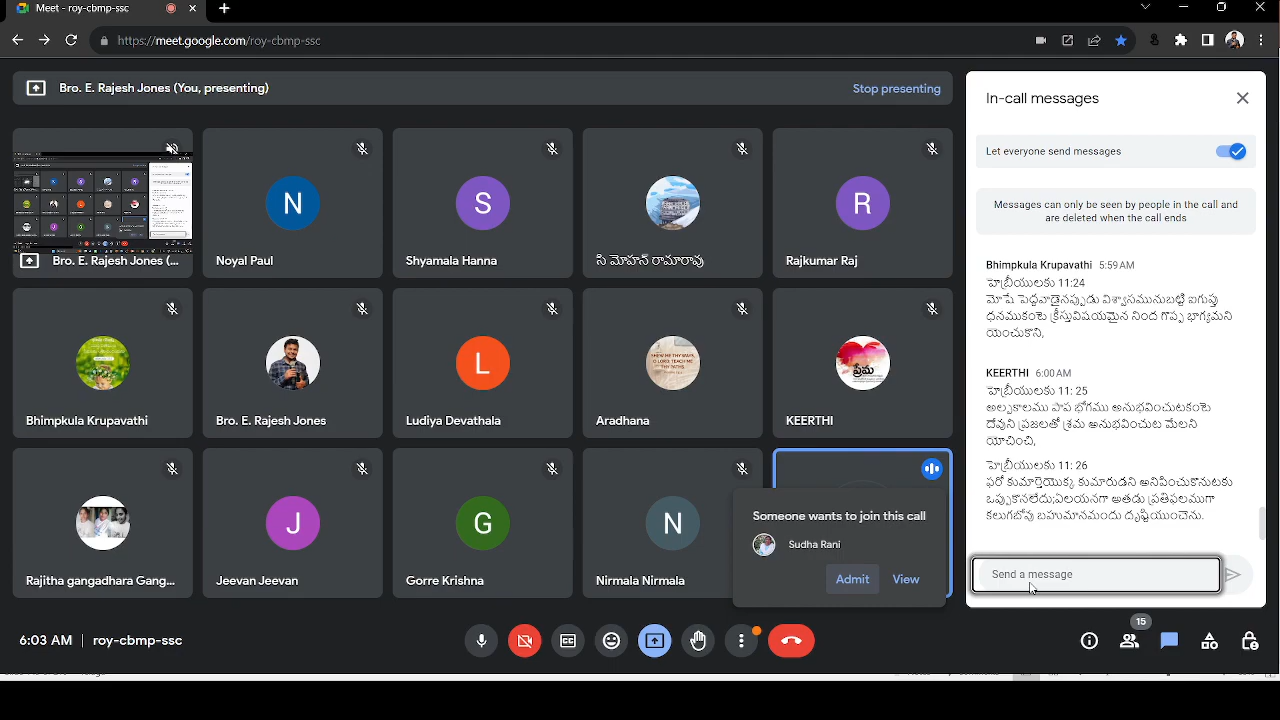 Meet - roy-cbmp-ssc
https://meet.google.com/roy-cbmp-ssc
Bro. E. Rajesh Jones (You, presenting)
Stop presenting
Bro. E. Rajesh Jones (...
Noyal Paul
Shyamala Hanna
సి మోహన్ రామారావు
Rajkumar Raj
Bhimpkula Krupavathi
Bro. E. Rajesh Jones
Ludiya Devathala
Aradhana
KEERTHI
Rajitha gangadhara Gang...
Jeevan Jeevan
Gorre Krishna
Nirmala Nirmala
N
S
R
L
J
G
N
ప్రేమ
Someone wants to join this call
Sudha Rani
Admit
View
In-call messages
Let everyone send messages
Messages can only be seen by people in the call and
are deleted when the call ends
Bhimpkula Krupavathi 5:59 AM
హెబ్రీయులకు 11:24
మోషే పెద్దవాడైనప్పుడు విశ్వాసమునుబట్టి ఐగుప్తు
ధనముకంటె క్రీస్తువిషయమైన నింద గొప్ప భాగ్యమని
యెంచుకొని,
KEERTHI 6:00 AM
హెబ్రీయులకు 11: 25
అల్పకాలము పాప భోగము అనుభవించుటకంటె
దేవుని ప్రజలతో శ్రమ అనుభవించుట మేలని
యోచించి,
హెబ్రీయులకు 11: 26
ఫరో కుమార్తెయొక్క కుమారుడని అనిపించుకొనుటకు
ఒప్పుకొనలేదు;ఏలయనగా అతడు ప్రతిఫలముగా
కలుగబోవు బహుమానమందు దృష్టియుంచెను.
Send a message
6:03 AM
roy-cbmp-ssc
15